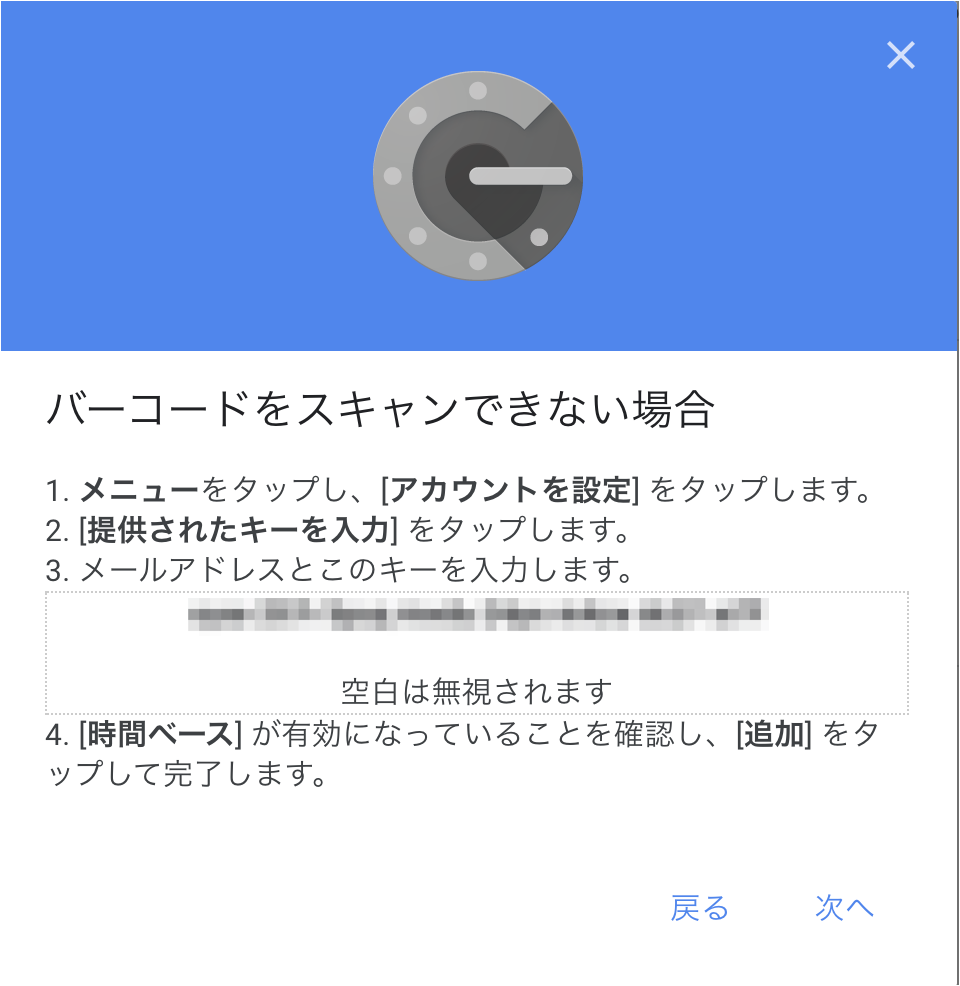 バーコードをスキャンできない場合
1. メニューをタップし、[アカウントを設定] をタップします。
2. [提供されたキーを入力] をタップします。
3. メールアドレスとこのキーを入力します。
空白は無視されます
4. [時間ベース] が有効になっていることを確認し、[追加] をタ
ップして完了します。
戻る 次へ